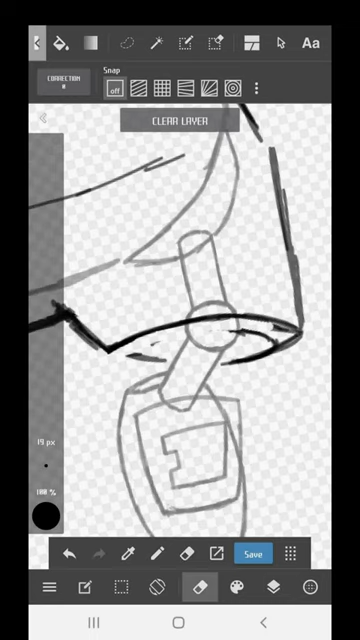 Aa
Snap
CORRECTION
off
CLEAR LAYER
19 px
100 %
Save